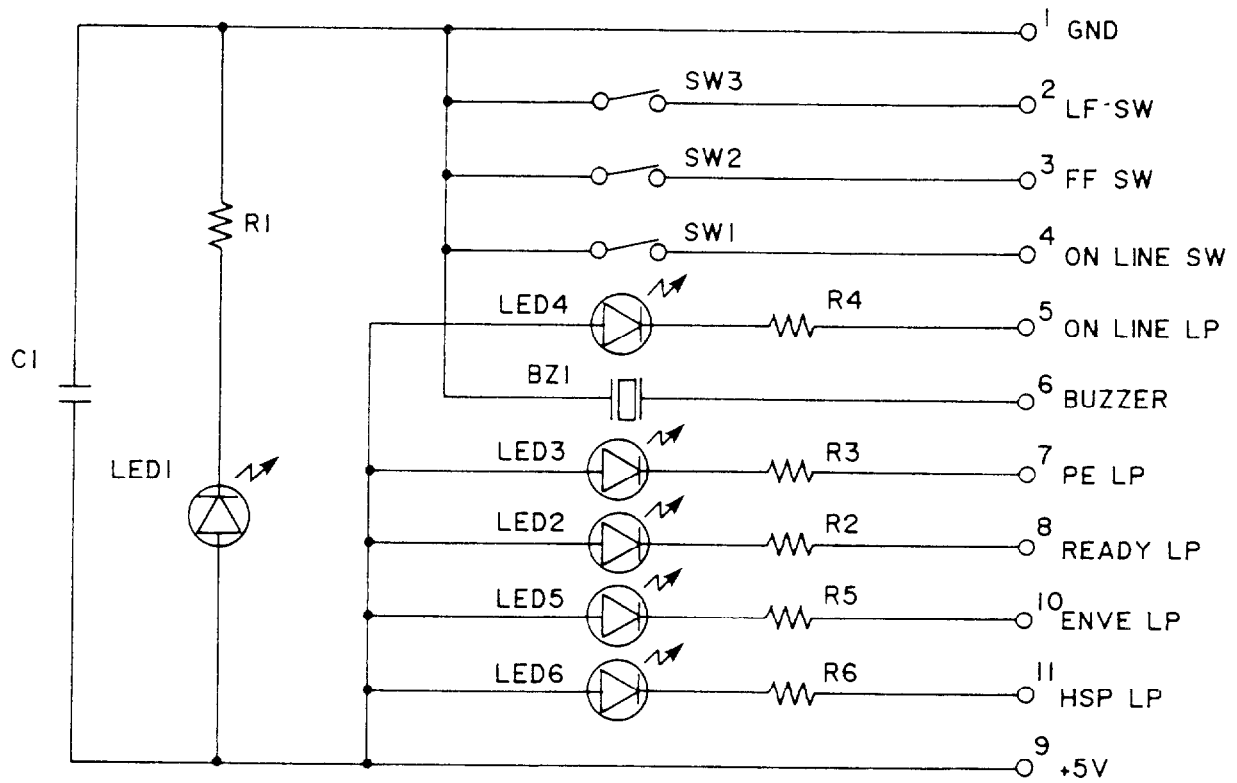 1 GND
SW3
2 LF-SW
SW2
3 FF SW
R1
SW1
4 ON LINE SW
LED4
R4
5 ON LINE LP
C1
BZ1
6 BUZZER
LED1
LED3
R3
7 PE LP
LED2
R2
8 READY LP
LED5
R5
10 ENVE LP
LED6
R6
11 HSP LP
9 +5V